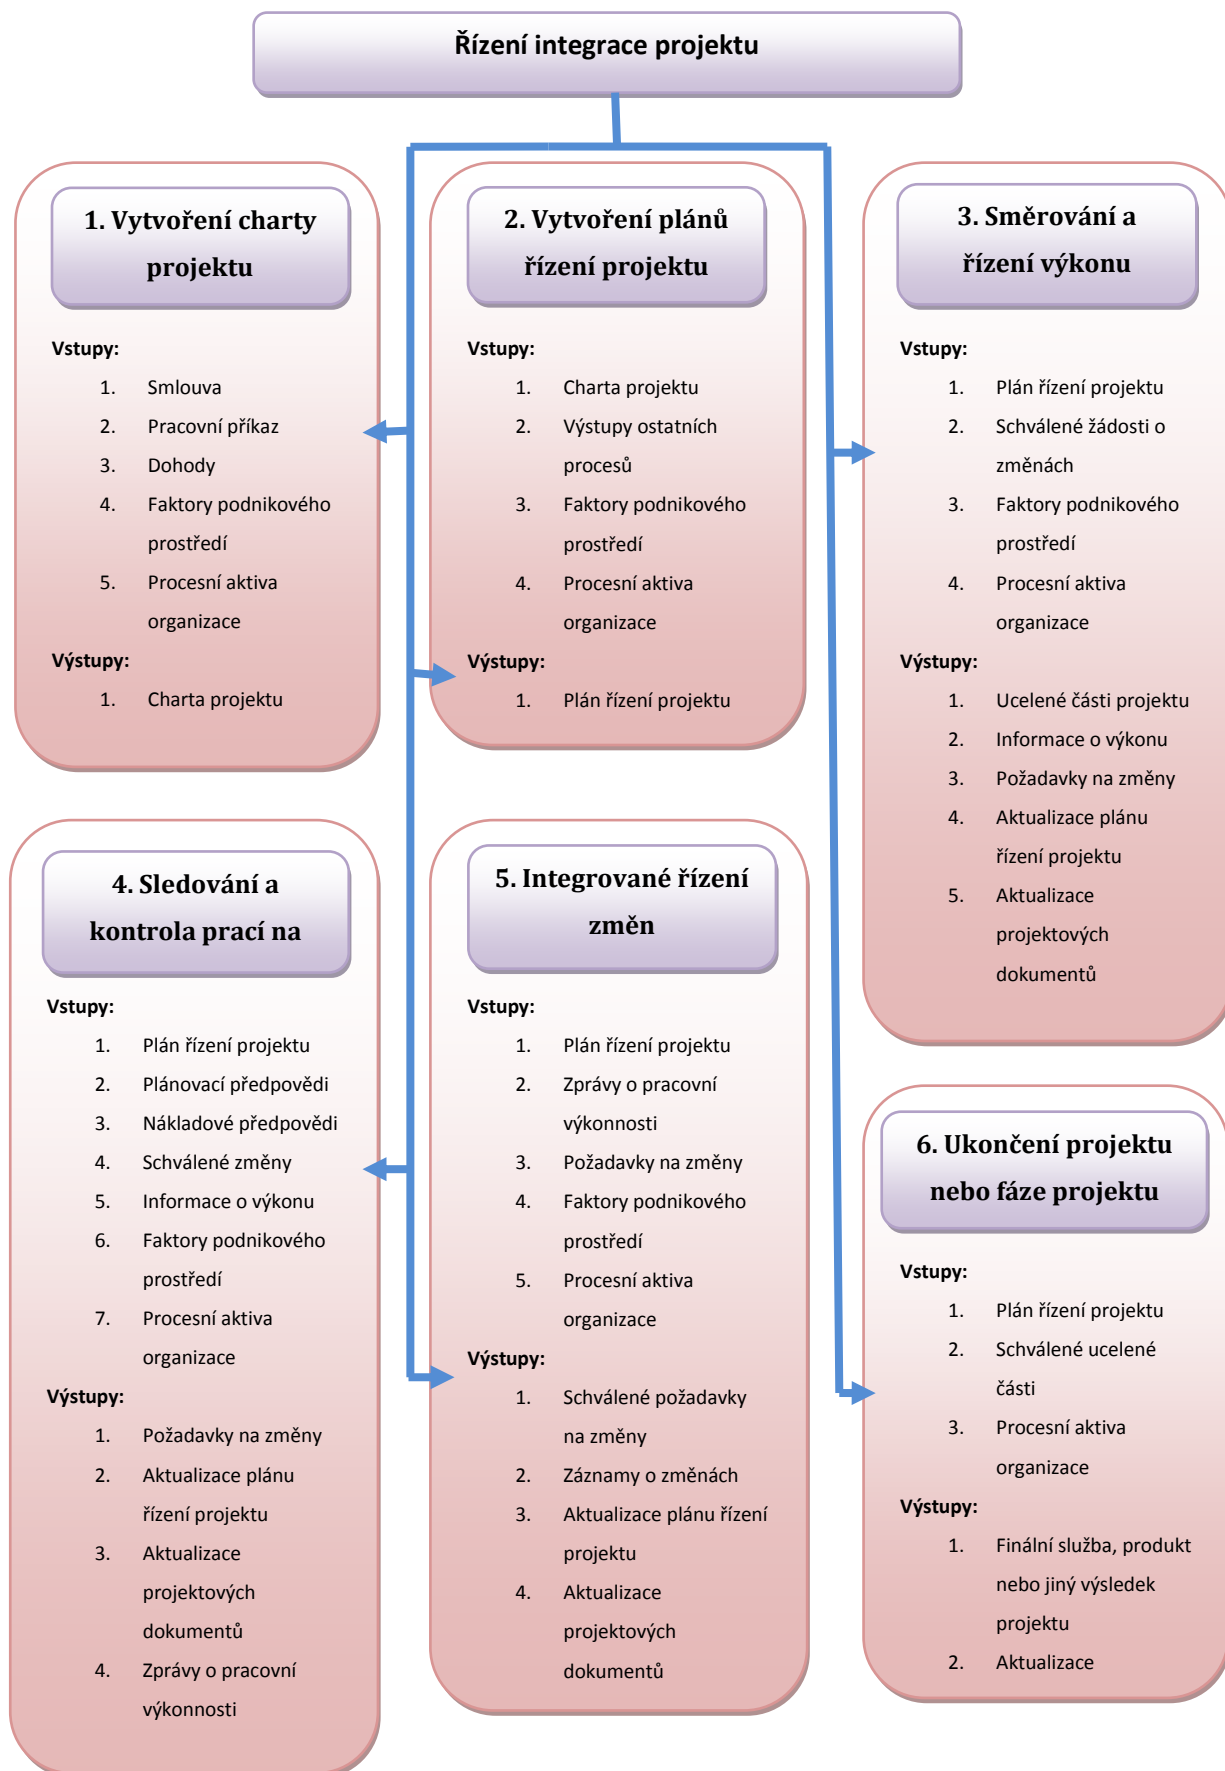 Řízení integrace projektu
1. Vytvoření charty
projektu
Vstupy:
1. Smlouva
2. Pracovní příkaz
3. Dohody
4. Faktory podnikového
prostředí
5. Procesní aktiva
organizace
Výstupy:
1. Charta projektu
2. Vytvoření plánů
řízení projektu
Vstupy:
1. Charta projektu
2. Výstupy ostatních
procesů
3. Faktory podnikového
prostředí
4. Procesní aktiva
organizace
Výstupy:
1. Plán řízení projektu
3. Směrování a
řízení výkonu
Vstupy:
1. Plán řízení projektu
2. Schválené žádosti o
změnách
3. Faktory podnikového
prostředí
4. Procesní aktiva
organizace
Výstupy:
1. Ucelené části projektu
2. Informace o výkonu
3. Požadavky na změny
4. Aktualizace plánu
řízení projektu
5. Aktualizace
projektových
dokumentů
4. Sledování a
kontrola prací na
Vstupy:
1. Plán řízení projektu
2. Plánovací předpovědi
3. Nákladové předpovědi
4. Schválené změny
5. Informace o výkonu
6. Faktory podnikového
prostředí
7. Procesní aktiva
organizace
Výstupy:
1. Požadavky na změny
2. Aktualizace plánu
řízení projektu
3. Aktualizace
projektových
dokumentů
4. Zprávy o pracovní
výkonnosti
5. Integrované řízení
změn
Vstupy:
1. Plán řízení projektu
2. Zprávy o pracovní
výkonnosti
3. Požadavky na změny
4. Faktory podnikového
prostředí
5. Procesní aktiva
organizace
Výstupy:
1. Schválené požadavky
na změny
2. Záznamy o změnách
3. Aktualizace plánu řízení
projektu
4. Aktualizace
projektových
dokumentů
6. Ukončení projektu
nebo fáze projektu
Vstupy:
1. Plán řízení projektu
2. Schválené ucelené
části
3. Procesní aktiva
organizace
Výstupy:
1. Finální služba, produkt
nebo jiný výsledek
projektu
2. Aktualizace